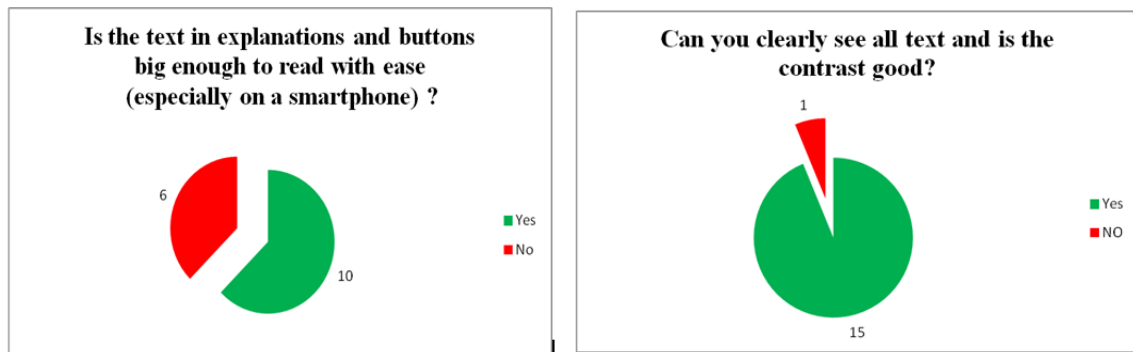 Is the text in explanations and buttons
big enough to read with ease
(especially on a smartphone) ?
6
10
Yes
No
Can you clearly see all text and is the
contrast good?
1
15
Yes
NO